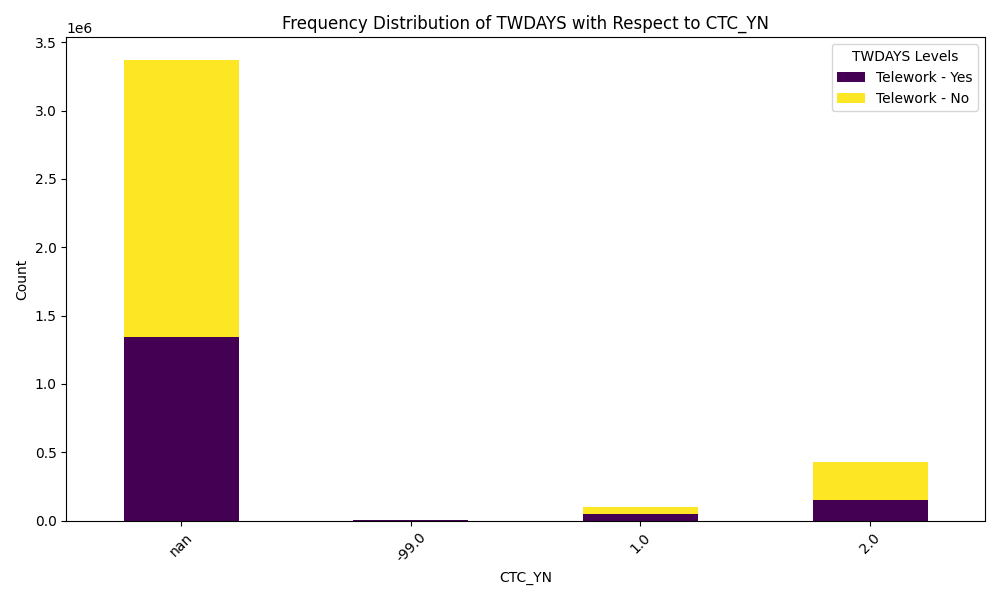 Frequency Distribution of TWDAYS with Respect to CTC_YN
1e6
3.5
3.0
2.5
2.0
1.5
1.0
0.5
0.0
Count
TWDAYS Levels
Telework - Yes
Telework - No
nan
-99.0
1.0
2.0
CTC_YN